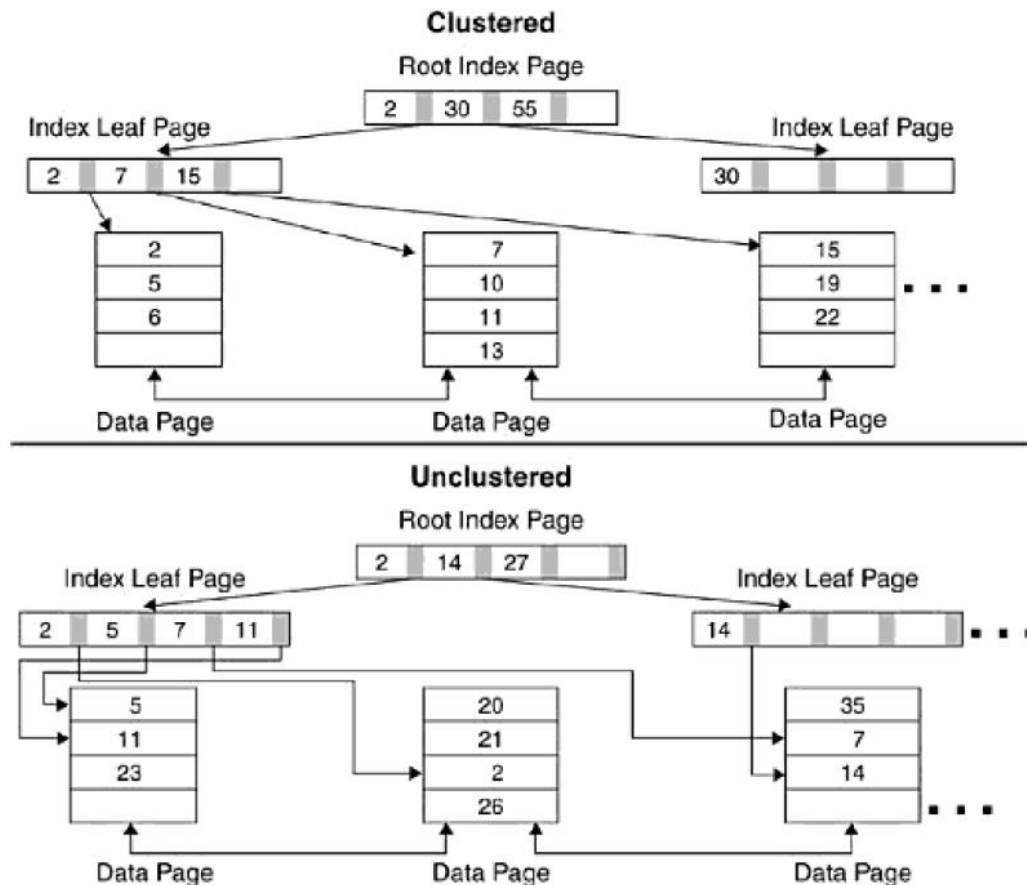 Clustered
Root Index Page
2 30 55
Index Leaf Page
Index Leaf Page
2 7 15
30
2
5
6
7
10
11
13
15
19
22
. . .
Data Page
Data Page
Data Page
Unclustered
Root Index Page
2 14 27
Index Leaf Page
Index Leaf Page
2 5 7 11
14
. . .
5
11
23
20
21
2
26
35
7
14
. . .
Data Page
Data Page
Data Page